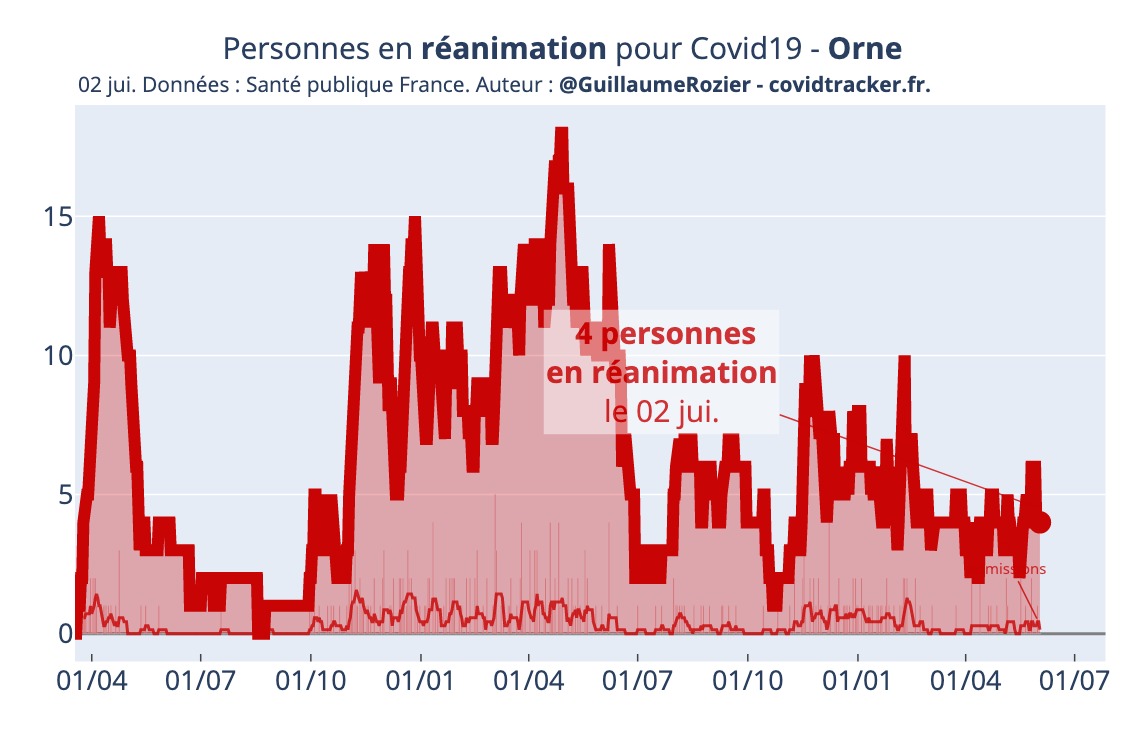 Personnes en réanimation pour Covid19 - Orne
02 jui. Données : Santé publique France. Auteur : @GuillaumeRozier - covidtracker.fr.
15
10
5
0
4 personnes
en réanimation
le 02 jui.
01/04 01/07 01/10 01/01 01/04 01/07 01/10 01/01 01/04 01/07